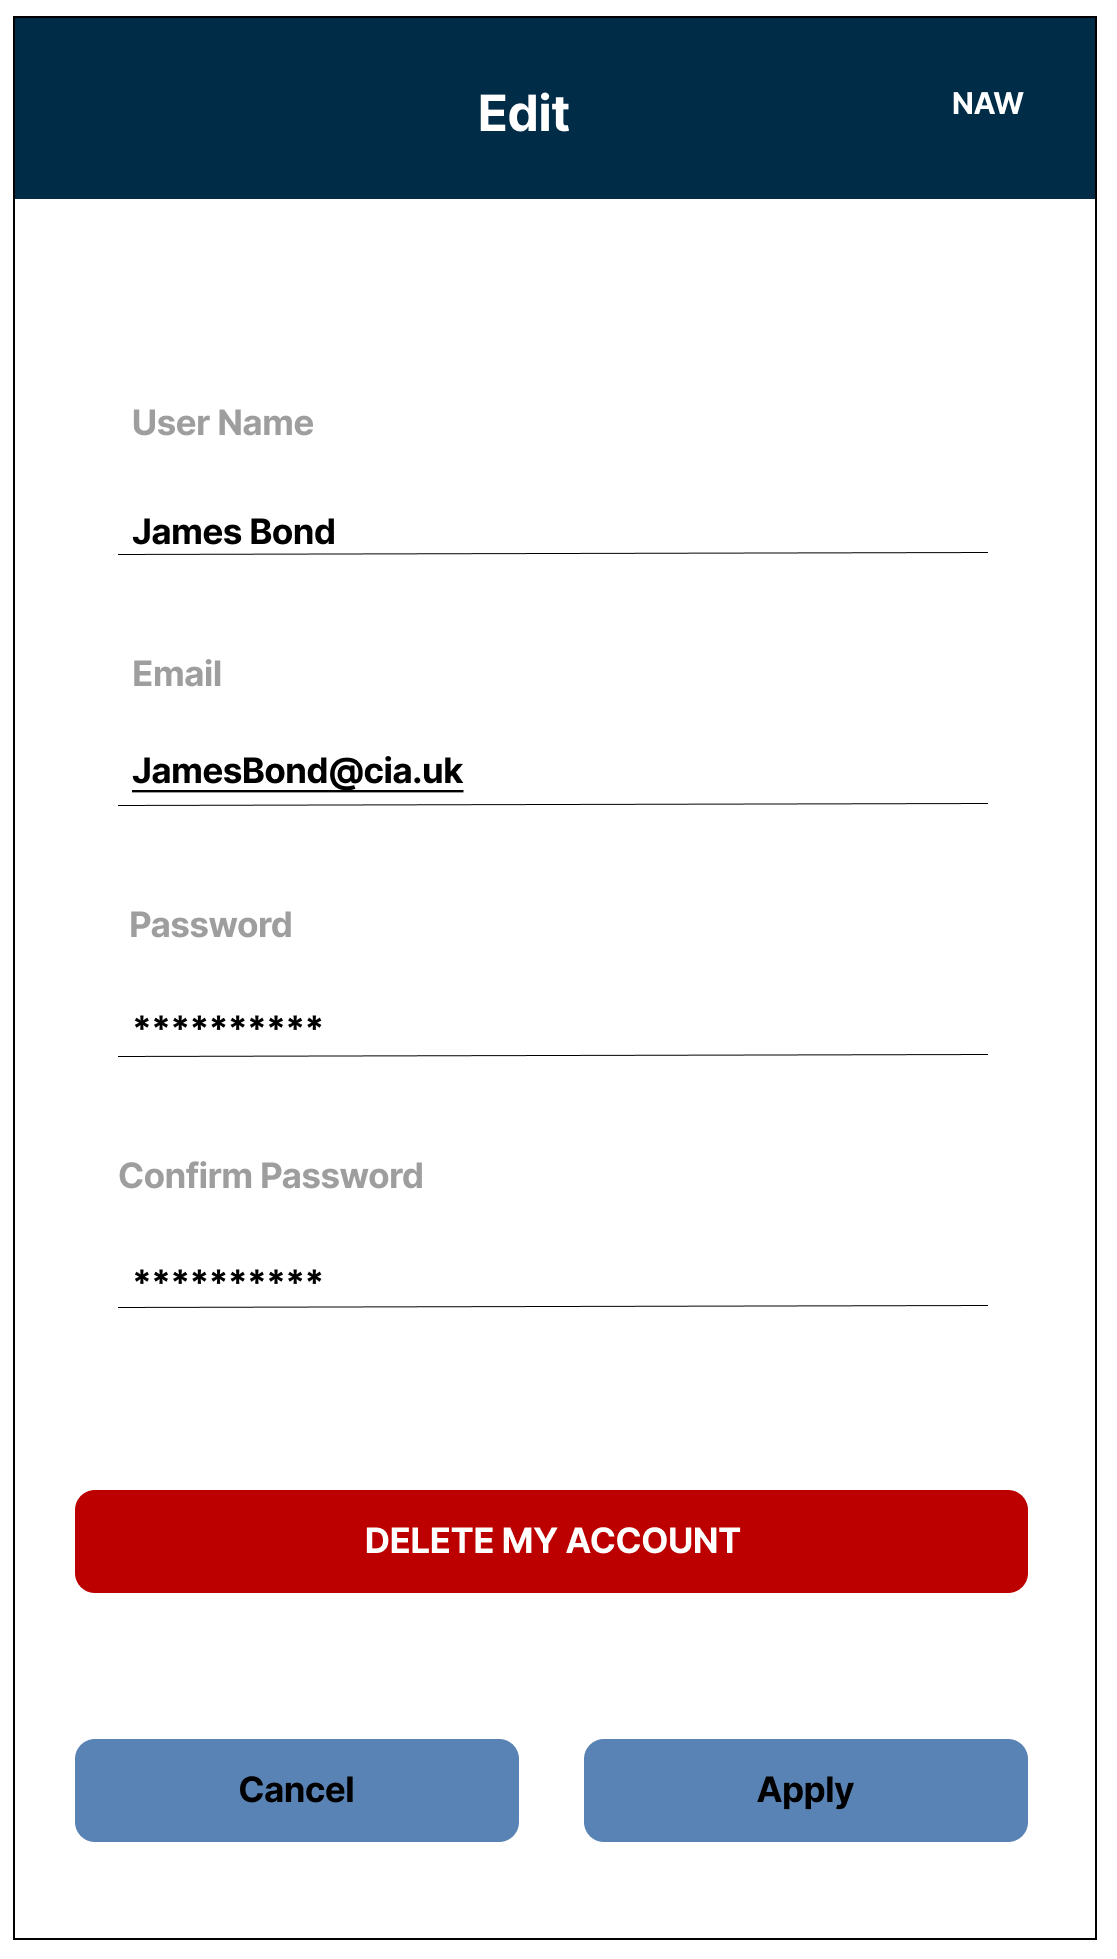 Edit
NAW
User Name
James Bond
Email
JamesBond@cia.uk
Password
**********
Confirm Password
**********
DELETE MY ACCOUNT
Cancel
Apply